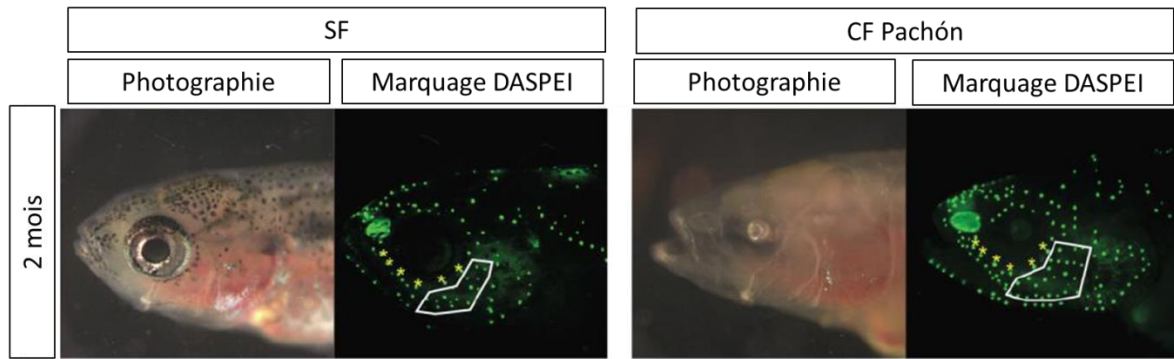 SF
CF Pachón
Photographie
Marquage DASPEI
Photographie
Marquage DASPEI
2 mois